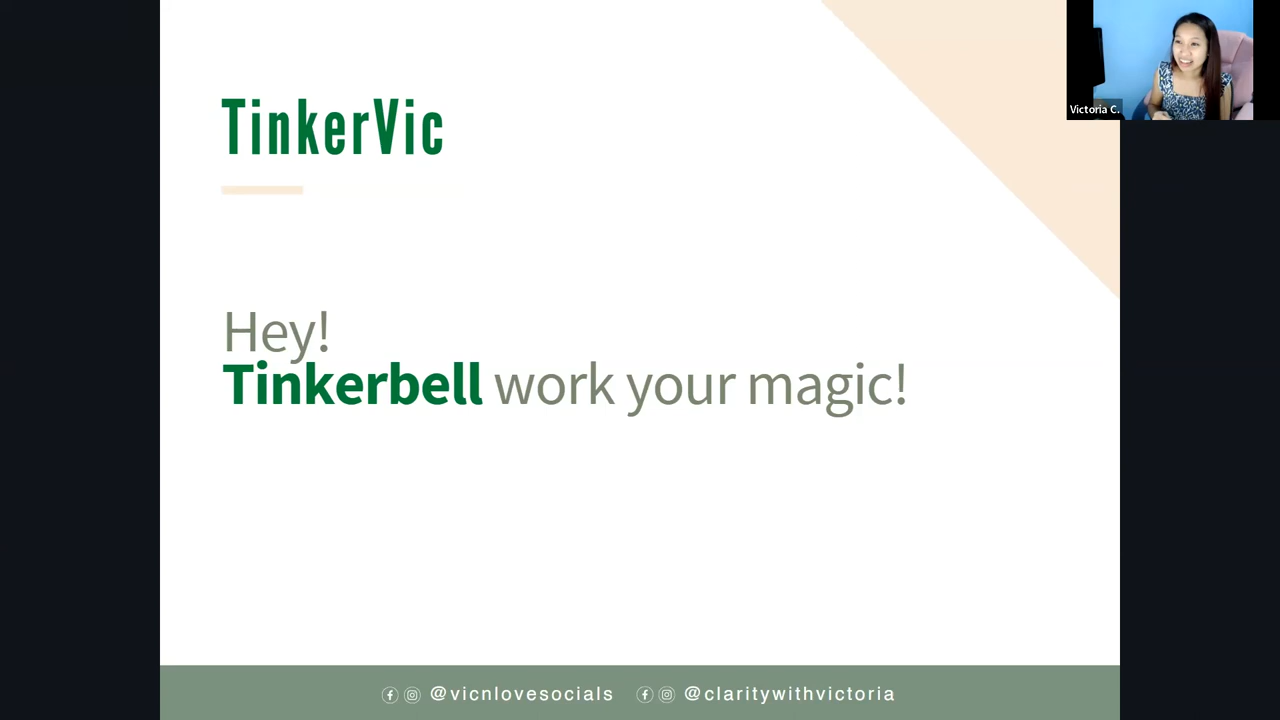 TinkerVic
Victoria C.
Hey!
Tinkerbell work your magic!
@vicnlovesocials @claritywithvictoria